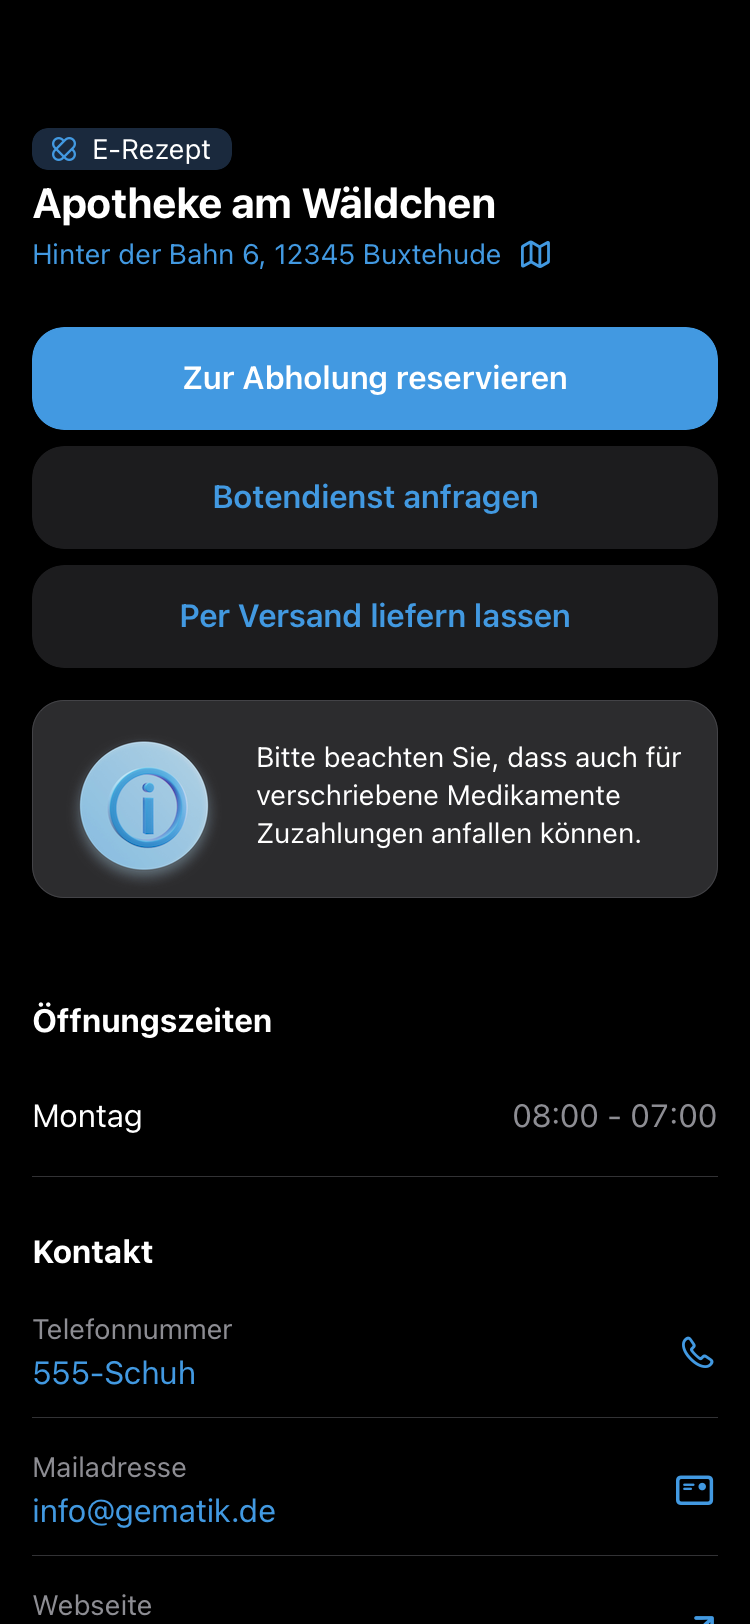 E-Rezept
Apotheke am Wäldchen
Hinter der Bahn 6, 12345 Buxtehude
Zur Abholung reservieren
Botendienst anfragen
Per Versand liefern lassen
Bitte beachten Sie, dass auch für
verschriebene Medikamente
Zuzahlungen anfallen können.
Öffnungszeiten
Montag 08:00 - 07:00
Kontakt
Telefonnummer
555-Schuh
Mailadresse
info@gematik.de
Webseite